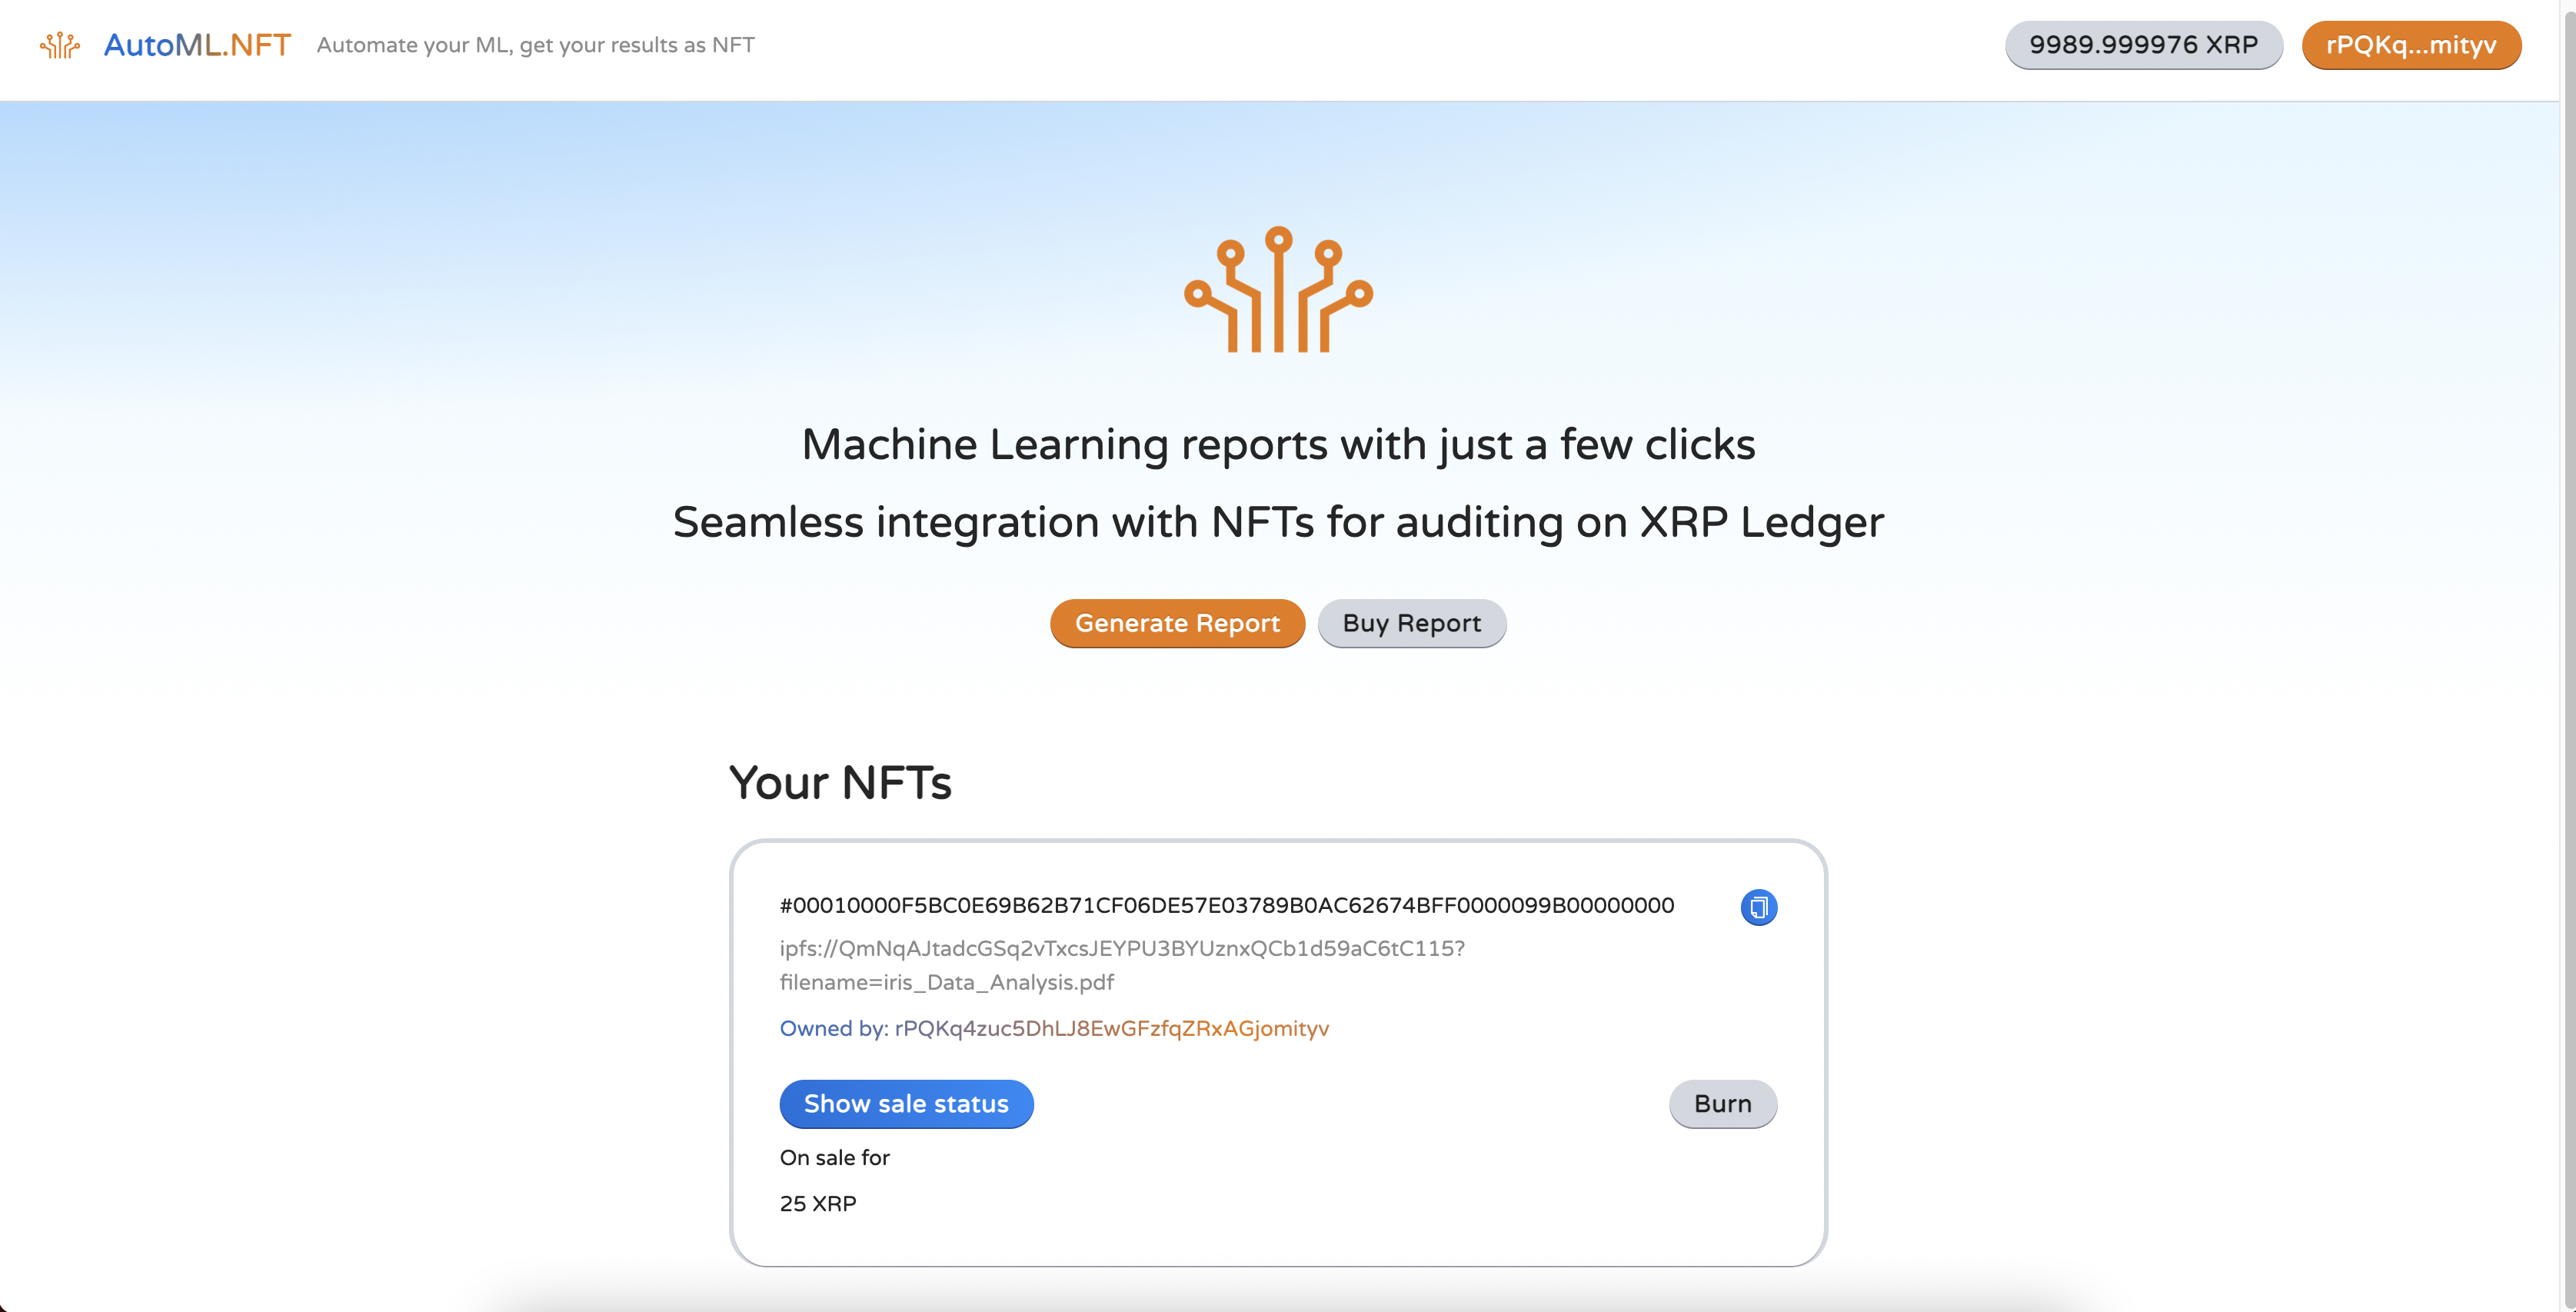 AutoML.NFT Automate your ML, get your results as NFT 9989.999976 XRP rPQKq...mityv
Machine Learning reports with just a few clicks
Seamless integration with NFTs for auditing on XRP Ledger
Generate Report Buy Report
Your NFTs
#00010000F5BC0E69B62B71CF06DE57E03789B0AC62674BFF0000099B00000000
ipfs://QmNqAJtadcGSq2vTxcsJEYPU3BYUznxQCb1d59aC6tC115?
filename=iris_Data_Analysis.pdf
Owned by: rPQKq4zuc5DhLJ8EwGFzfqZRxAGjomityv
Show sale status Burn
On sale for
25 XRP